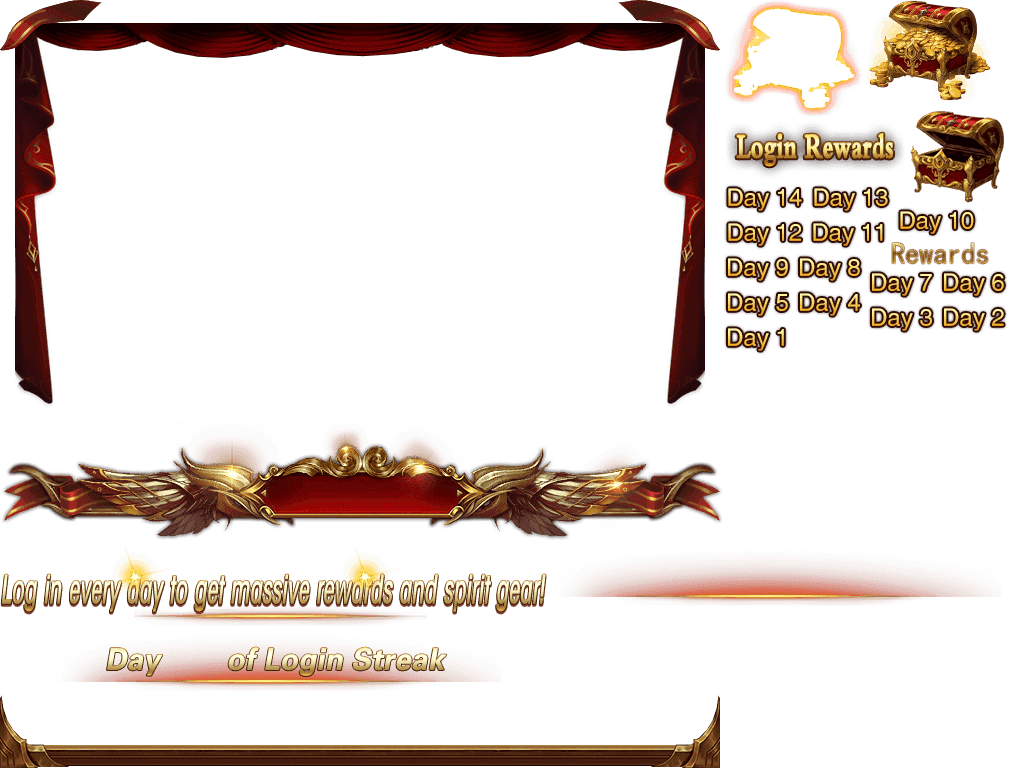 Login Rewards
Day 14 Day 13
Day 10
Day 12 Day 11
Rewards
Day 9 Day 8
Day 7 Day 6
Day 5 Day 4
Day 3 Day 2
Day 1
Log in every day to get massive rewards and spirit gear!
Day of Login Streak